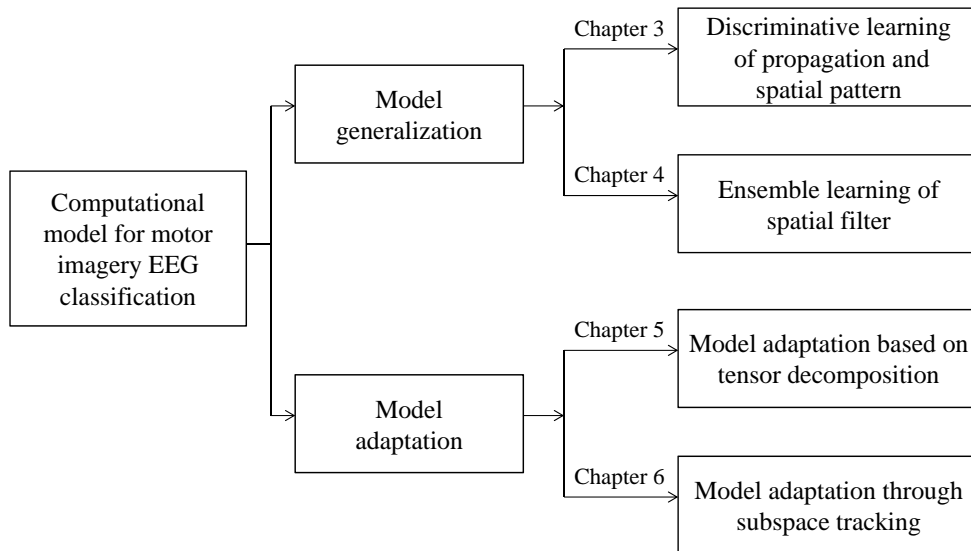 Computational
model for motor
imagery EEG
classification
Model
generalization
Chapter 3
Discriminative learning
of propagation and
spatial pattern
Chapter 4
Ensemble learning of
spatial filter
Model
adaptation
Chapter 5
Model adaptation based on
tensor decomposition
Chapter 6
Model adaptation through
subspace tracking